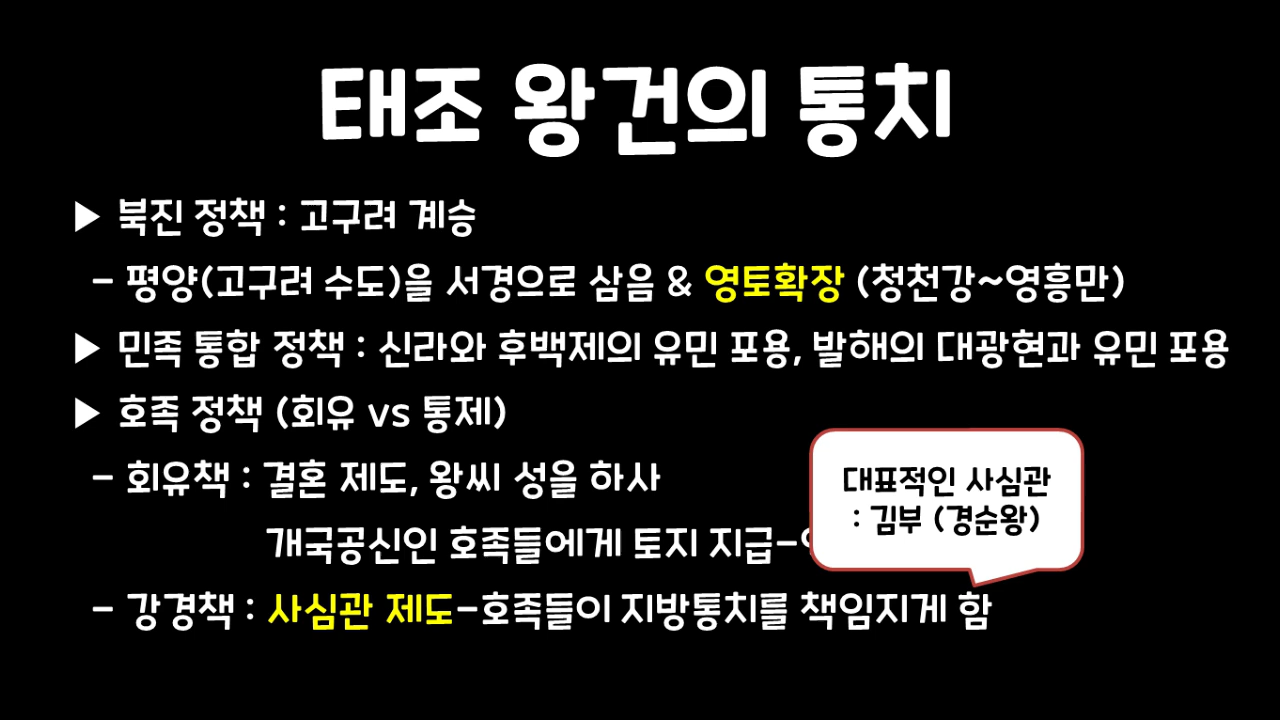 태조 왕건의 통치
▶ 북진 정책 : 고구려 계승
- 평양(고구려 수도)을 서경으로 삼음 & 영토확장 (청천강~영흥만)
▶ 민족 통합 정책 : 신라와 후백제의 유민 포용, 발해의 대광현과 유민 포용
▶ 호족 정책 (회유 vs 통제)
- 회유책 : 결혼 제도, 왕씨 성을 하사
개국공신인 호족들에게 토지 지급-
대표적인 사심관
: 김부 (경순왕)
- 강경책 : 사심관 제도-호족들이 지방통치를 책임지게 함